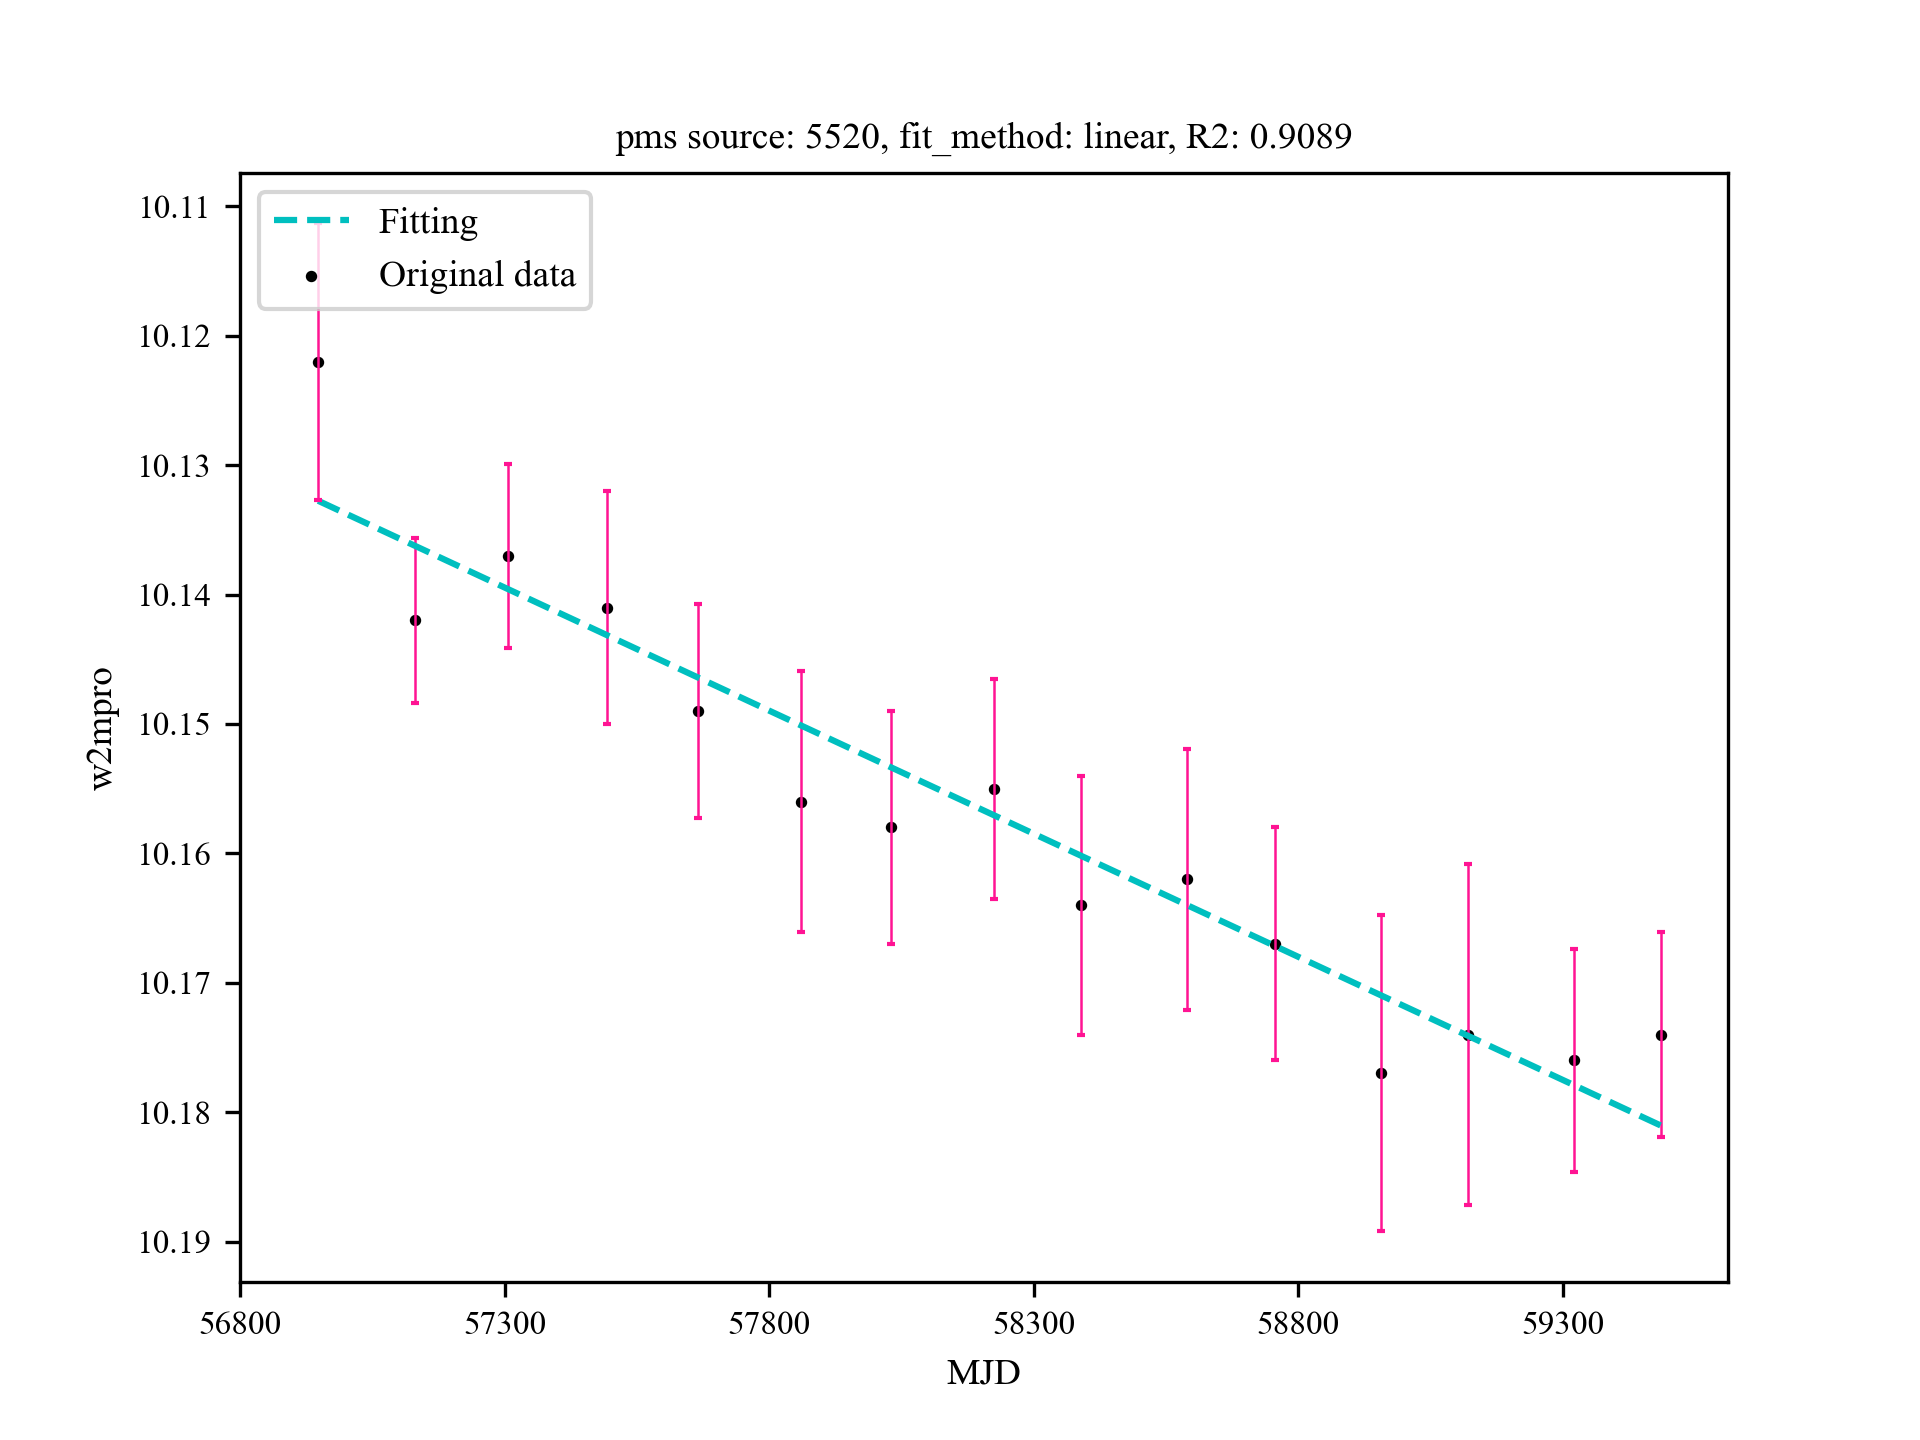 pms source: 5520, fit_method: linear, R2: 0.9089
Fitting
Original data
10.11
10.12
10.13
10.14
10.15
10.16
10.17
10.18
10.19
w2mpro
56800 57300 57800 58300 58800 59300
MJD